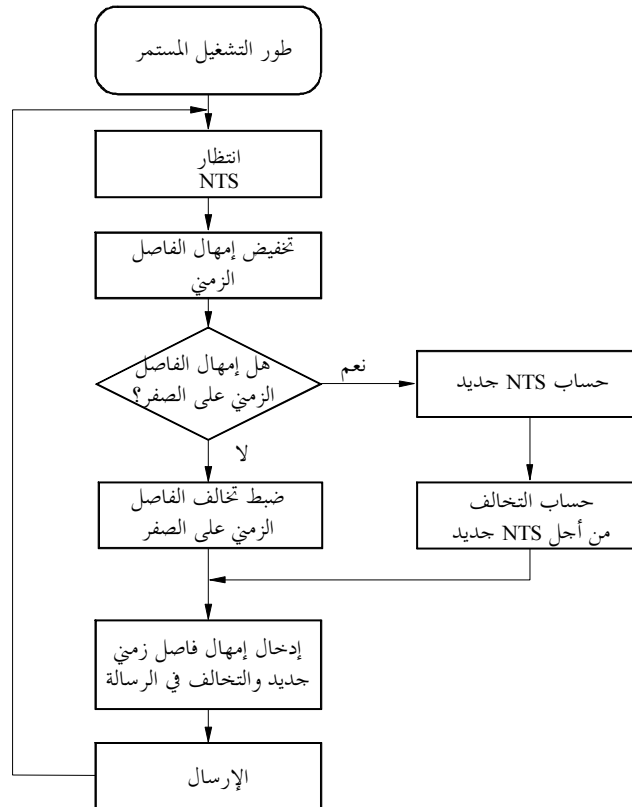 طور التشغيل المستمر
انتظار
NTS
تخفيض إمهال الفاصل
الزمني
هل إمهال الفاصل
الزمني على الصفر؟
نعم
حساب NTS جديد
لا
ضبط تخالف الفاصل
الزمني على الصفر
حساب التخالف
من أجل NTS جديد
إدخال إمهال فاصل زمني
جديد والتخالف في الرسالة
الإرسال